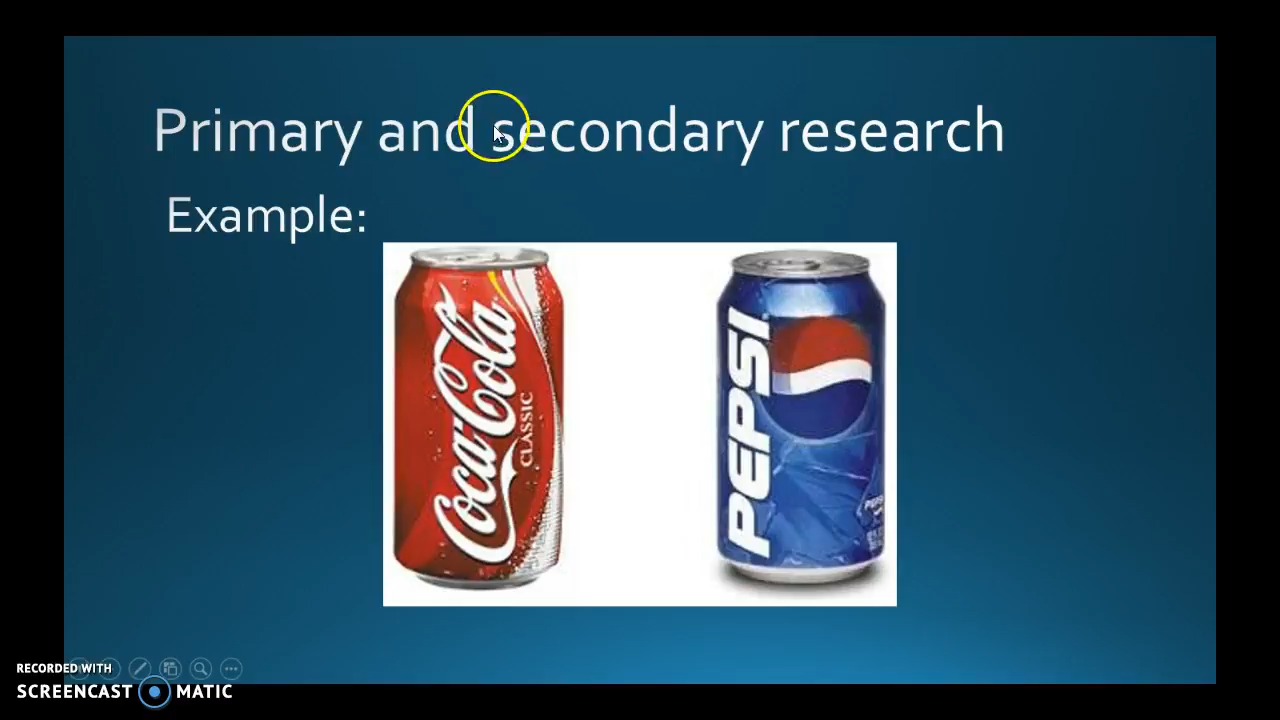 Primary and secondary research
Example:
Coca-Cola
CLASSIC
PEPSI
RECORDED WITH
SCREENCAST MATIC